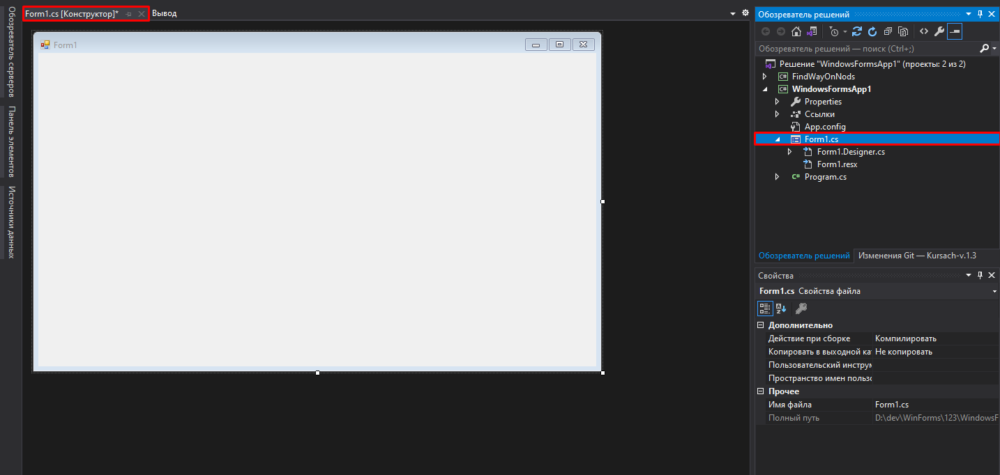 Обозреватель серверов
Панель элементов
Источники данных
Form1.cs [Конструктор]*
Вывод
Form1
Обозреватель решений
Обозреватель решений — поиск (Ctrl+;)
Решение "WindowsFormsApp1" (проекты: 2 из 2)
C# FindWayOnNods
C# WindowsFormsApp1
Properties
Ссылки
App.config
Form1.cs
Form1.Designer.cs
Form1.resx
C# Program.cs
Обозреватель решений Изменения Git — Kursach-v.1.3
Свойства
Form1.cs Свойства файла
Дополнительно
Действие при сборке Компилировать
Копировать в выходной ка Не копировать
Пользовательский инструм
Пространство имен пользо
Прочее
Имя файла Form1.cs
Полный путь D:\dev\WinForms\123\WindowsF